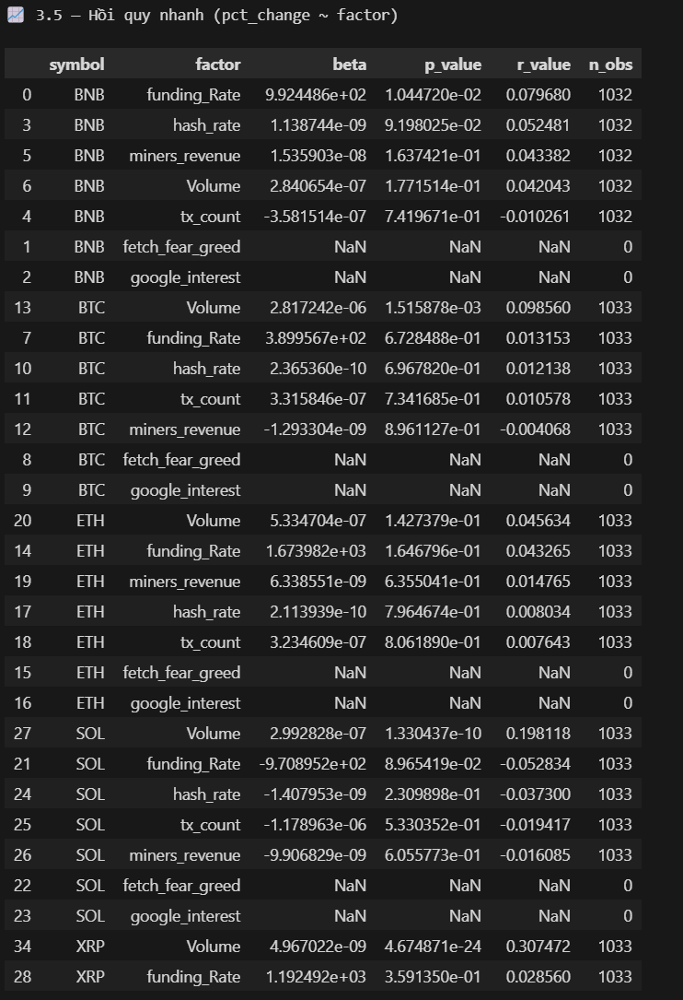 3.5 — Hồi quy nhanh (pct_change ~ factor)
symbol factor beta p_value r_value n_obs
0 BNB funding_Rate 9.924486e+02 1.044720e-02 0.079680 1032
3 BNB hash_rate 1.138744e-09 9.198025e-02 0.052481 1032
5 BNB miners_revenue 1.535903e-08 1.637421e-01 0.043382 1032
6 BNB Volume 2.840654e-07 1.771514e-01 0.042043 1032
4 BNB tx_count -3.581514e-07 7.419671e-01 -0.010261 1032
1 BNB fetch_fear_greed NaN NaN NaN 0
2 BNB google_interest NaN NaN NaN 0
13 BTC Volume 2.817242e-06 1.515878e-03 0.098560 1033
7 BTC funding_Rate 3.899567e+02 6.728488e-01 0.013153 1033
10 BTC hash_rate 2.365360e-10 6.967820e-01 0.012138 1033
11 BTC tx_count 3.315846e-07 7.341685e-01 0.010578 1033
12 BTC miners_revenue -1.293304e-09 8.961127e-01 -0.004068 1033
8 BTC fetch_fear_greed NaN NaN NaN 0
9 BTC google_interest NaN NaN NaN 0
20 ETH Volume 5.334704e-07 1.427379e-01 0.045634 1033
14 ETH funding_Rate 1.673982e+03 1.646796e-01 0.043265 1033
19 ETH miners_revenue 6.338551e-09 6.355041e-01 0.014765 1033
17 ETH hash_rate 2.113939e-10 7.964674e-01 0.008034 1033
18 ETH tx_count 3.234609e-07 8.061890e-01 0.007643 1033
15 ETH fetch_fear_greed NaN NaN NaN 0
16 ETH google_interest NaN NaN NaN 0
27 SOL Volume 2.992828e-07 1.330437e-10 0.198118 1033
21 SOL funding_Rate -9.708952e+02 8.965419e-02 -0.052834 1033
24 SOL hash_rate -1.407953e-09 2.309898e-01 -0.037300 1033
25 SOL tx_count -1.178963e-06 5.330352e-01 -0.019417 1033
26 SOL miners_revenue -9.906829e-09 6.055773e-01 -0.016085 1033
22 SOL fetch_fear_greed NaN NaN NaN 0
23 SOL google_interest NaN NaN NaN 0
34 XRP Volume 4.967022e-09 4.674871e-24 0.307472 1033
28 XRP funding_Rate 1.192492e+03 3.591350e-01 0.028560 1033